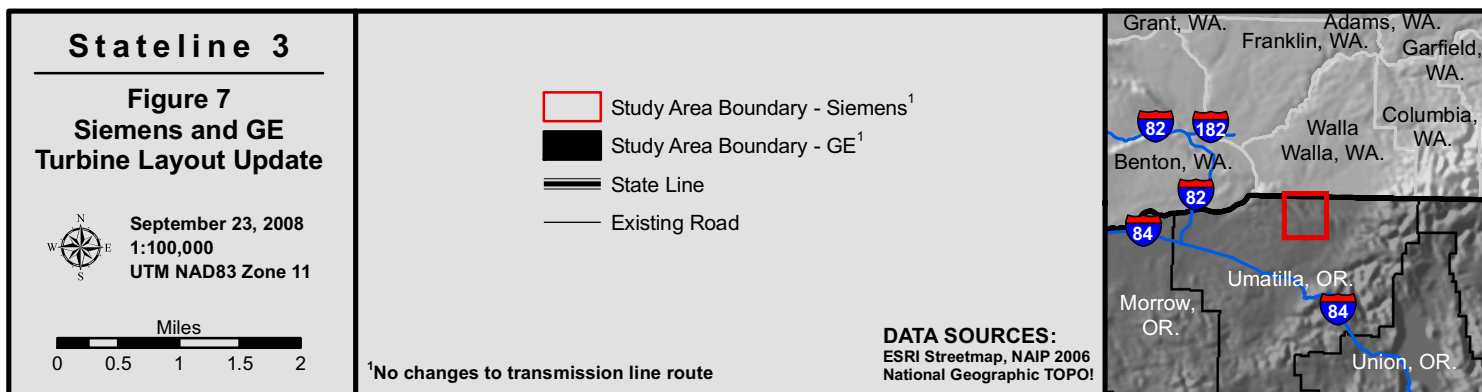 Stateline 3
Figure 7
Siemens and GE
Turbine Layout Update
N
W E
S
September 23, 2008
1:100,000
UTM NAD83 Zone 11
Miles
0 0.5 1 1.5 2
Study Area Boundary - Siemens¹
Study Area Boundary - GE¹
State Line
Existing Road
¹No changes to transmission line route
DATA SOURCES:
ESRI Streetmap, NAIP 2006
National Geographic TOPO!
Grant, WA.
Adams, WA.
Franklin, WA.
Garfield,
WA.
Columbia,
WA.
82
182
Walla
Walla, WA.
Benton, WA.
82
84
Umatilla, OR.
Morrow,
OR.
84
Union, OR.